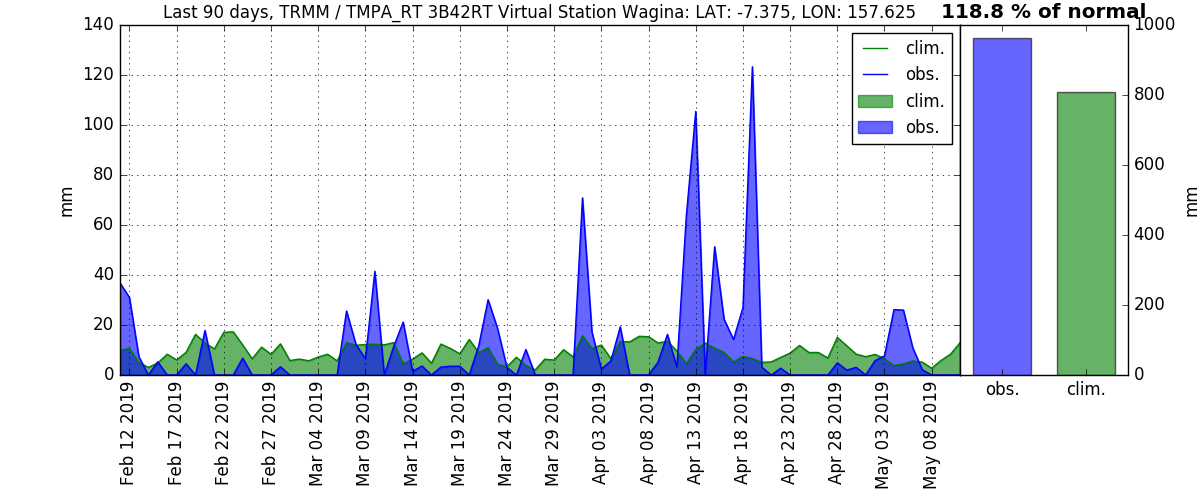 Last 90 days, TRMM / TMPA_RT 3B42RT Virtual Station Wagina: LAT: -7.375, LON: 157.625
118.8 % of normal
140
120
100
80
60
40
20
0
mm
clim.
obs.
clim.
obs.
Feb 12 2019
Feb 17 2019
Feb 22 2019
Feb 27 2019
Mar 04 2019
Mar 09 2019
Mar 14 2019
Mar 19 2019
Mar 24 2019
Mar 29 2019
Apr 03 2019
Apr 08 2019
Apr 13 2019
Apr 18 2019
Apr 23 2019
Apr 28 2019
May 03 2019
May 08 2019
1000
800
600
400
200
0
mm
obs.
clim.